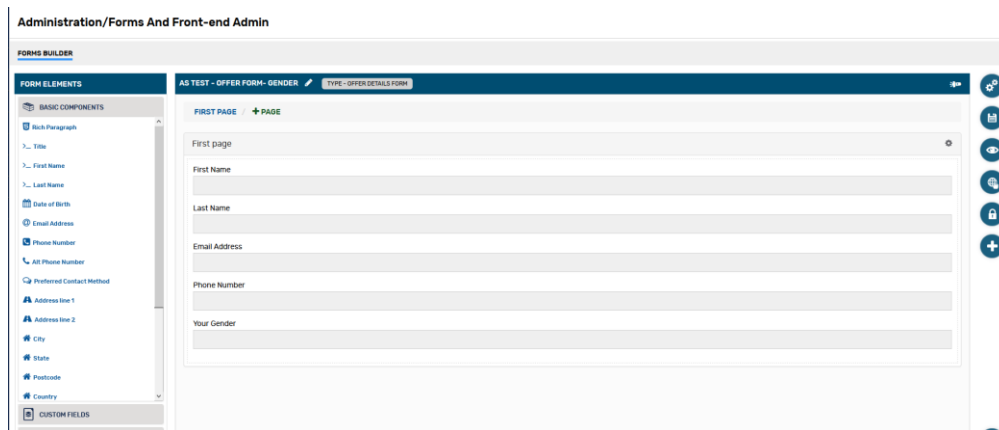 Administration/Forms And Front-end Admin
FORMS BUILDER
FORM ELEMENTS
BASIC COMPONENTS
Rich Paragraph
Title
First Name
Last Name
Date of Birth
Email Address
Phone Number
Alt Phone Number
Preferred Contact Method
Address line 1
Address line 2
City
State
Postcode
Country
CUSTOM FIELDS
AS TEST - OFFER FORM- GENDER TYPE - OFFER DETAILS FORM
FIRST PAGE / + PAGE
First page
First Name
Last Name
Email Address
Phone Number
Your Gender